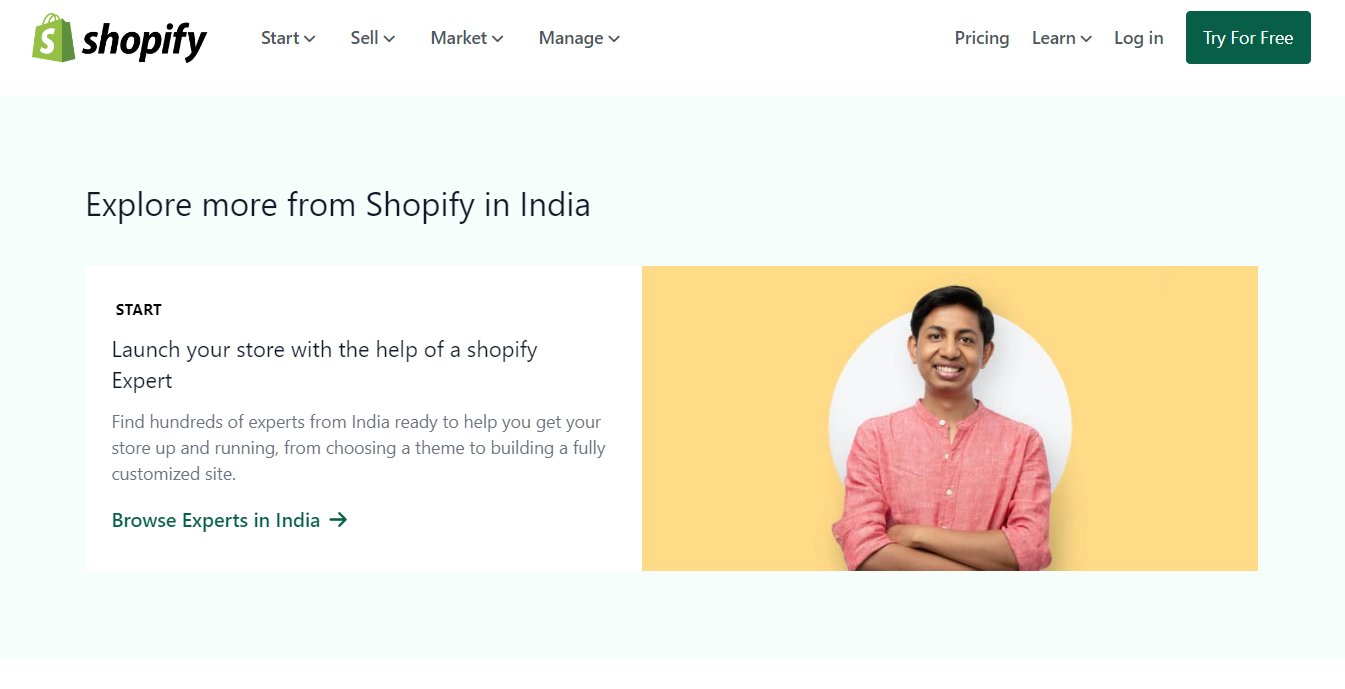 shopify
Start
Sell
Market
Manage
Pricing
Learn
Log in
Try For Free
Explore more from Shopify in India
START
Launch your store with the help of a shopify
Expert
Find hundreds of experts from India ready to help you get your
store up and running, from choosing a theme to building a fully
customized site.
Browse Experts in India →